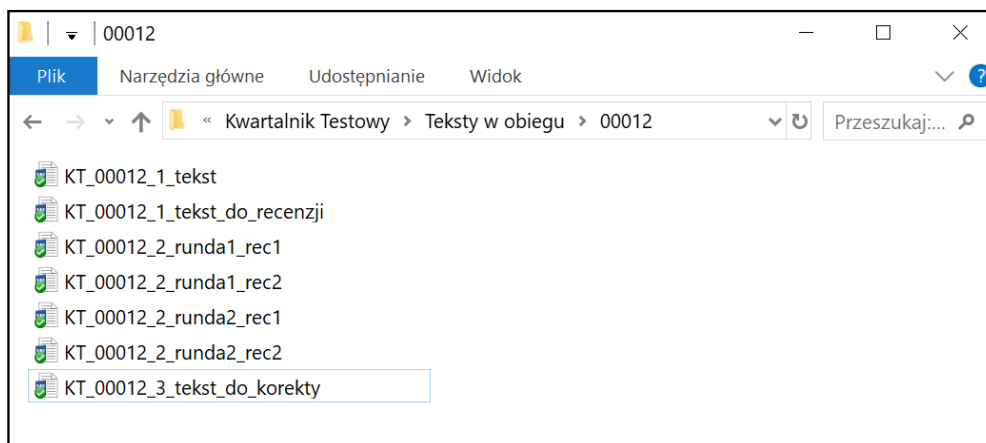 00012
Plik Narzędzia główne Udostępnianie Widok ?
« Kwartalnik Testowy > Teksty w obiegu > 00012 Przeszukaj:...
KT_00012_1_tekst
KT_00012_1_tekst_do_recenzji
KT_00012_2_runda1_rec1
KT_00012_2_runda1_rec2
KT_00012_2_runda2_rec1
KT_00012_2_runda2_rec2
KT_00012_3_tekst_do_korekty